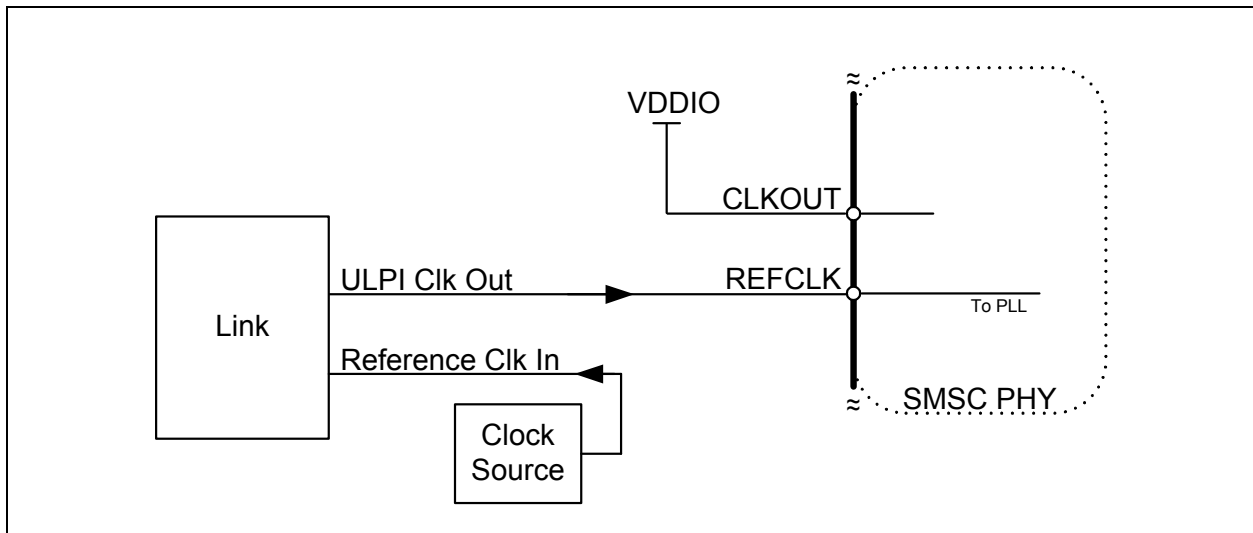 VDDIO
CLKOUT
ULPI Clk Out
REFCLK
To PLL
Link
Reference Clk In
SMSC PHY
Clock
Source